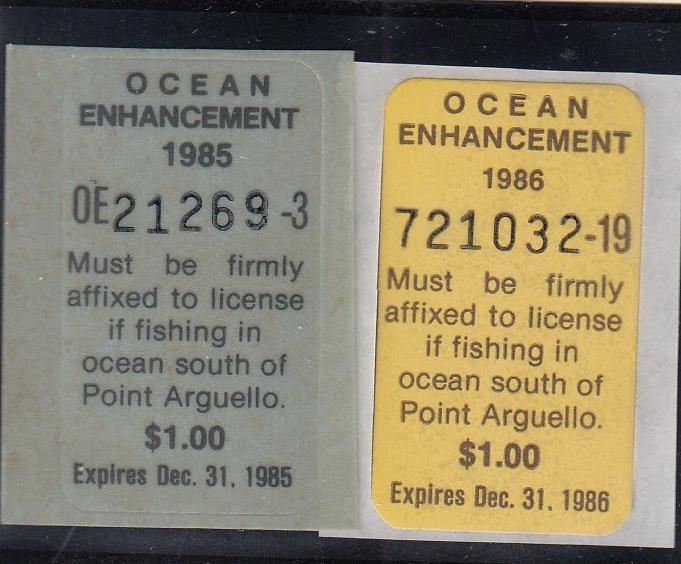 OCEAN
ENHANCEMENT
1985
OE21269-3
Must be firmly
affixed to license
if fishing in
ocean south of
Point Arguello.
$1.00
Expires Dec. 31, 1985
OCEAN
ENHANCEMENT
1986
721032-19
Must be firmly
affixed to license
if fishing in
ocean south of
Point Arguello.
$1.00
Expires Dec. 31, 1986